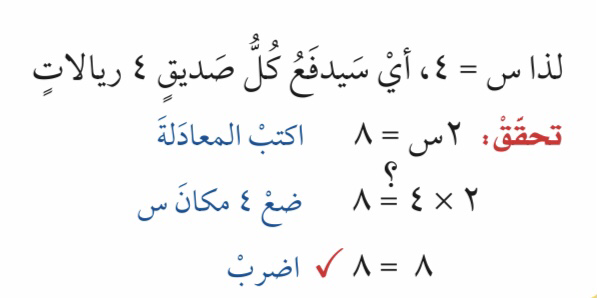 لذا س = ٤، أيْ سَيدفَعُ كُلُّ صَديقٍ ٤ ريالاتٍ
تحقَّقْ: ٢س = ٨ اكتبْ المعادَلةَ
٢ × ٤ =؟ ٨ ضعْ ٤ مكانَ س
٨ = ٨ ✓ اضربْ